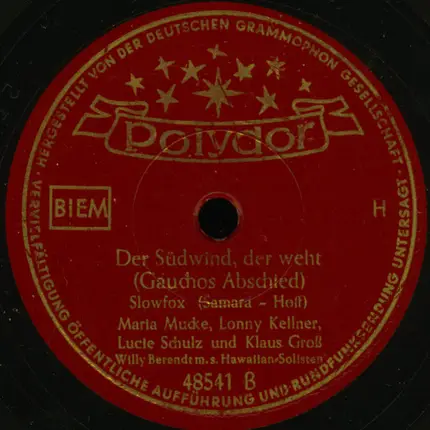 HERGESTELLT VON DER DEUTSCHEN GRAMMOPHON GESELLSCHAFT
Polydor
BIEM
H
Der Südwind, der weht
(Gauchos Abschied)
Slowfox (Samara - Hoff)
Maria Mucke, Lonny Kellner,
Lucie Schulz und Klaus Groß
Willy Berendt m. s. Hawaiian-Solisten
48541 B
VERVIELFÄLTIGUNG ÖFFENTLICHE AUFFÜHRUNG UND RUNDFUNKSENDUNG UNTERSAGT